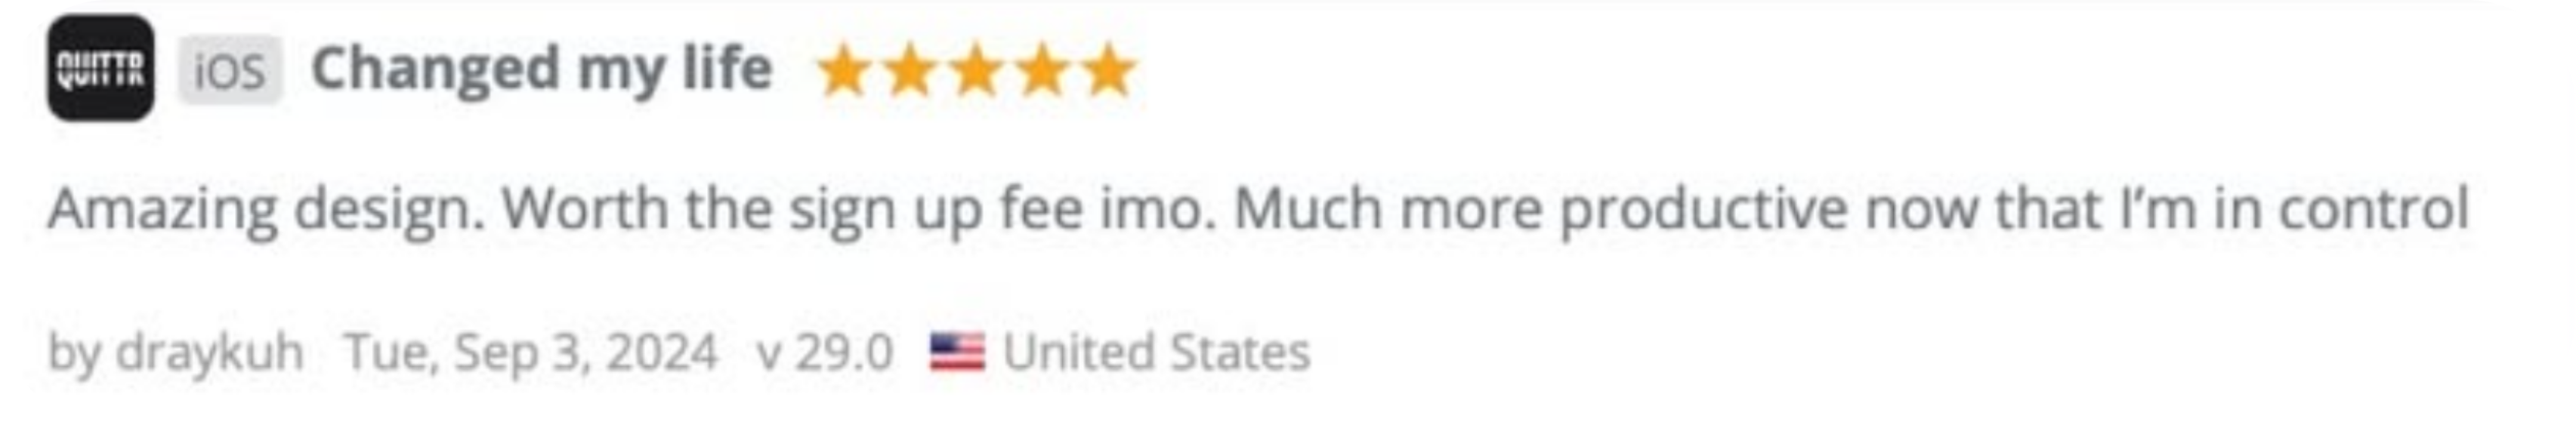 QUITTR iOS Changed my life
Amazing design. Worth the sign up fee imo. Much more productive now that I’m in control
by draykuh Tue, Sep 3, 2024 v 29.0 United States